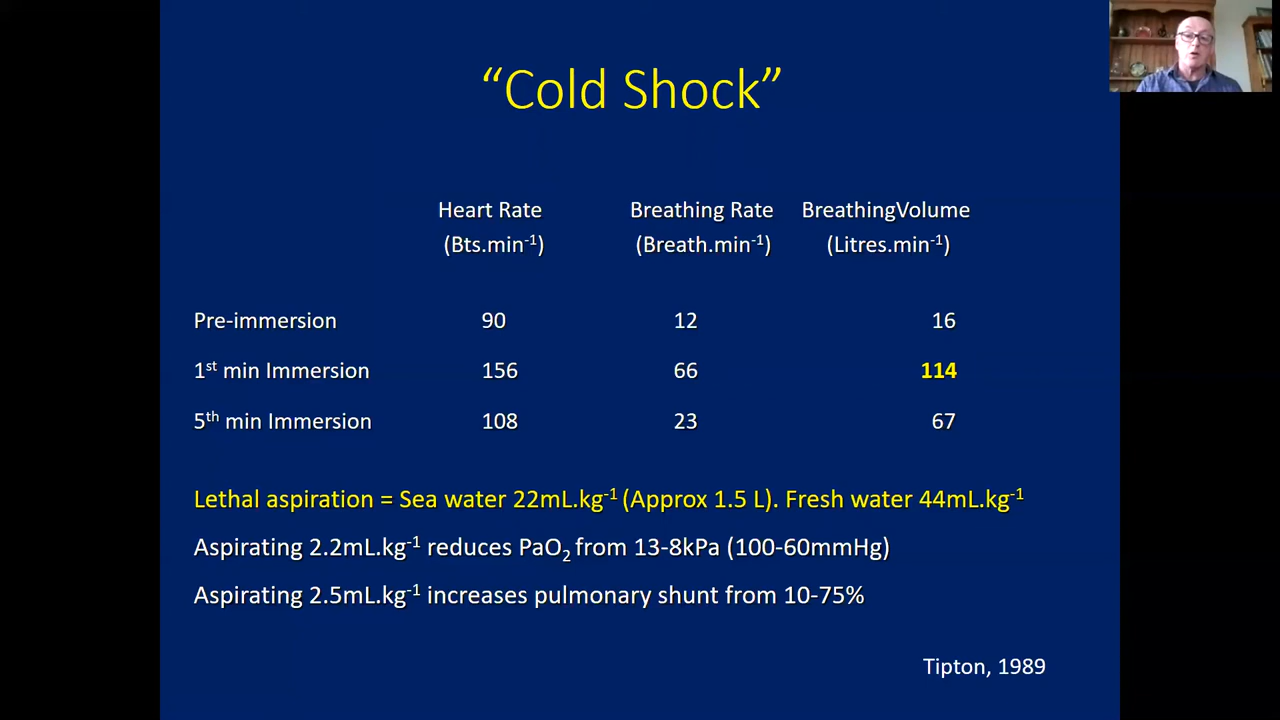 “Cold Shock”
Heart Rate Breathing Rate BreathingVolume
(Bts.min⁻¹) (Breath.min⁻¹) (Litres.min⁻¹)
Pre-immersion 90 12 16
1ˢᵗ min Immersion 156 66 114
5ᵗʰ min Immersion 108 23 67
Lethal aspiration = Sea water 22mL.kg⁻¹ (Approx 1.5 L). Fresh water 44mL.kg⁻¹
Aspirating 2.2mL.kg⁻¹ reduces PaO₂ from 13-8kPa (100-60mmHg)
Aspirating 2.5mL.kg⁻¹ increases pulmonary shunt from 10-75%
Tipton, 1989